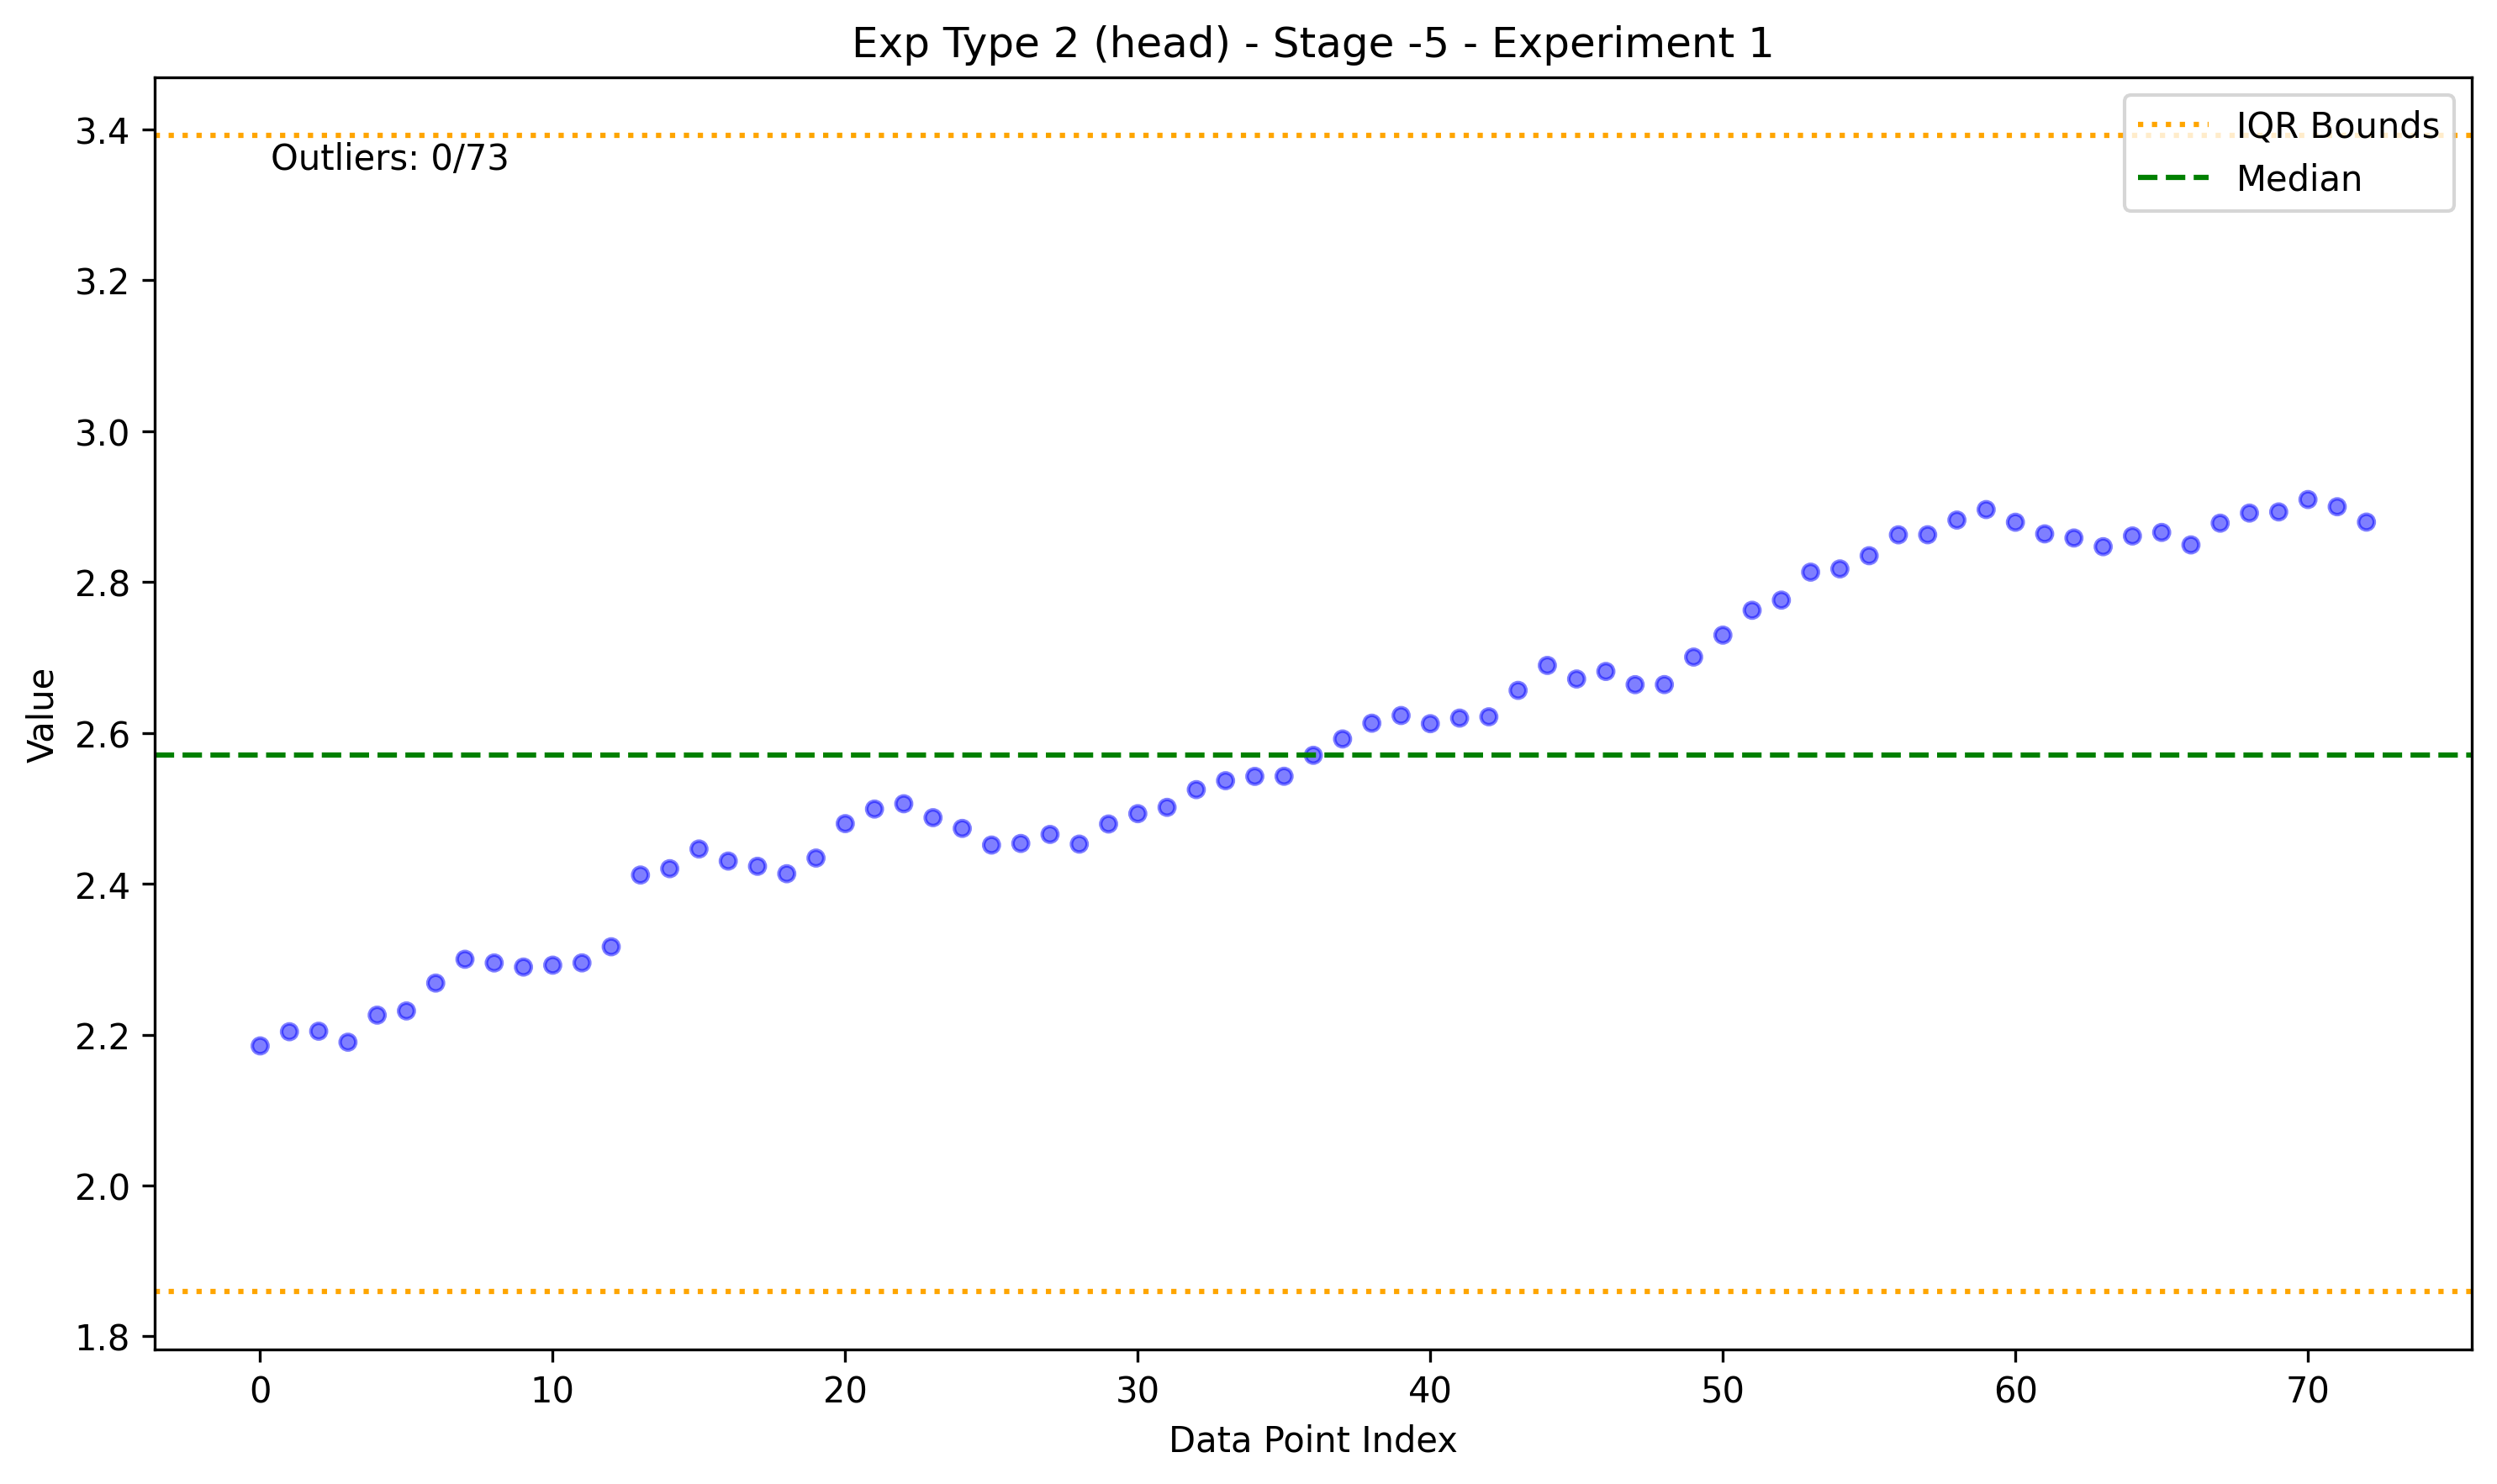 Exp Type 2 (head) - Stage -5 - Experiment 1
Outliers: 0/73
IQR Bounds
Median
Value
3.4
3.2
3.0
2.8
2.6
2.4
2.2
2.0
1.8
0 10 20 30 40 50 60 70
Data Point Index